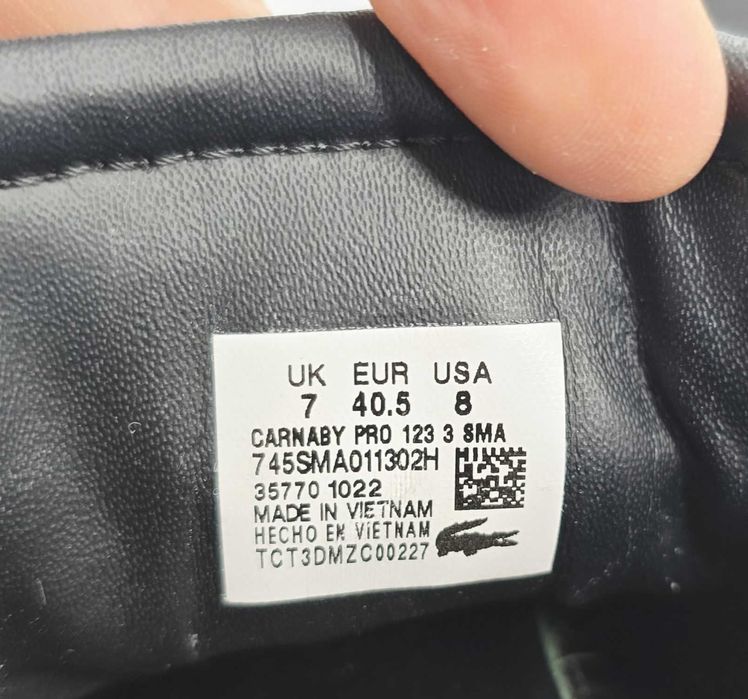 UK EUR USA
7 40.5 8
CARNABY PRO 123 3 SMA
745SMA011302H
35770 1022
MADE IN VIETNAM
HECHO EN VIETNAM
TCT3DMZC00227